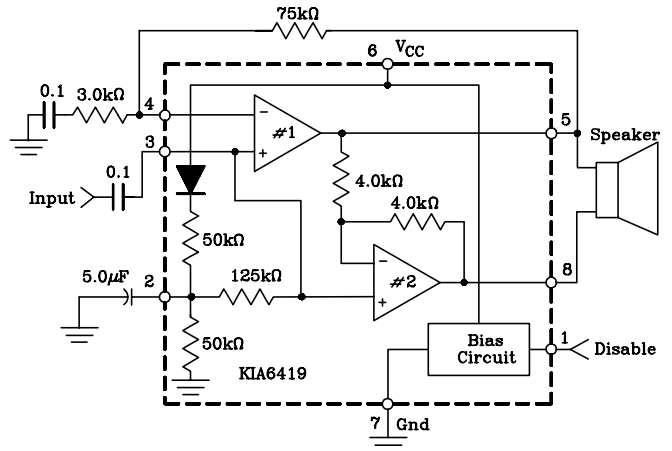 75kΩ
6 VCC
0.1 3.0kΩ 4 − #1 5 Speaker
3 +
0.1 4.0kΩ
Input 4.0kΩ
50kΩ
5.0μF 2 125kΩ − #2 8
+
50kΩ Bias Circuit 1 Disable
KIA6419
7 Gnd